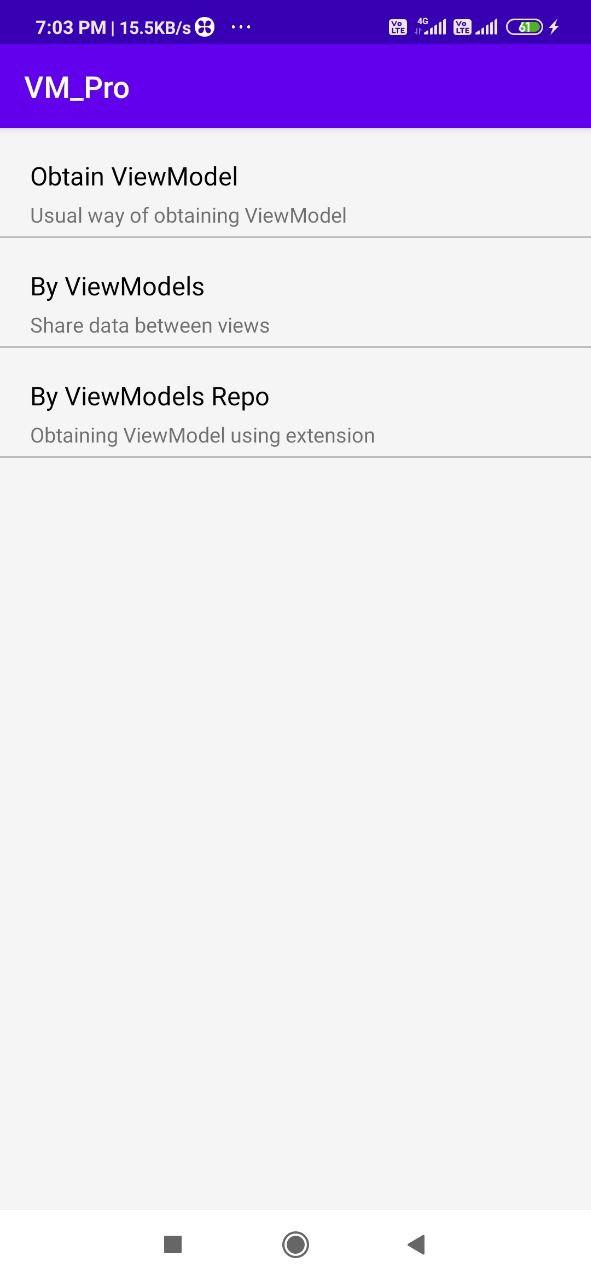 7:03 PM | 15.5KB/s ... Vo LTE 4G Vo LTE 61
VM_Pro
Obtain ViewModel
Usual way of obtaining ViewModel
By ViewModels
Share data between views
By ViewModels Repo
Obtaining ViewModel using extension